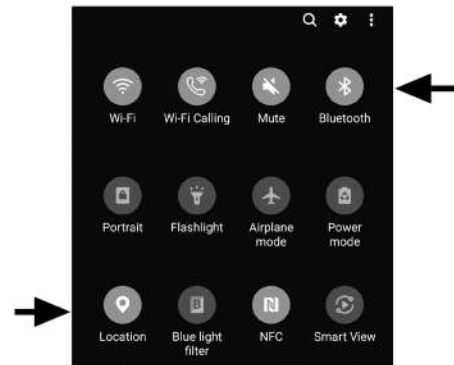 Wi-Fi Wi-Fi Calling Mute Bluetooth
Portrait Flashlight Airplane mode Power mode
Location Blue light filter NFC Smart View